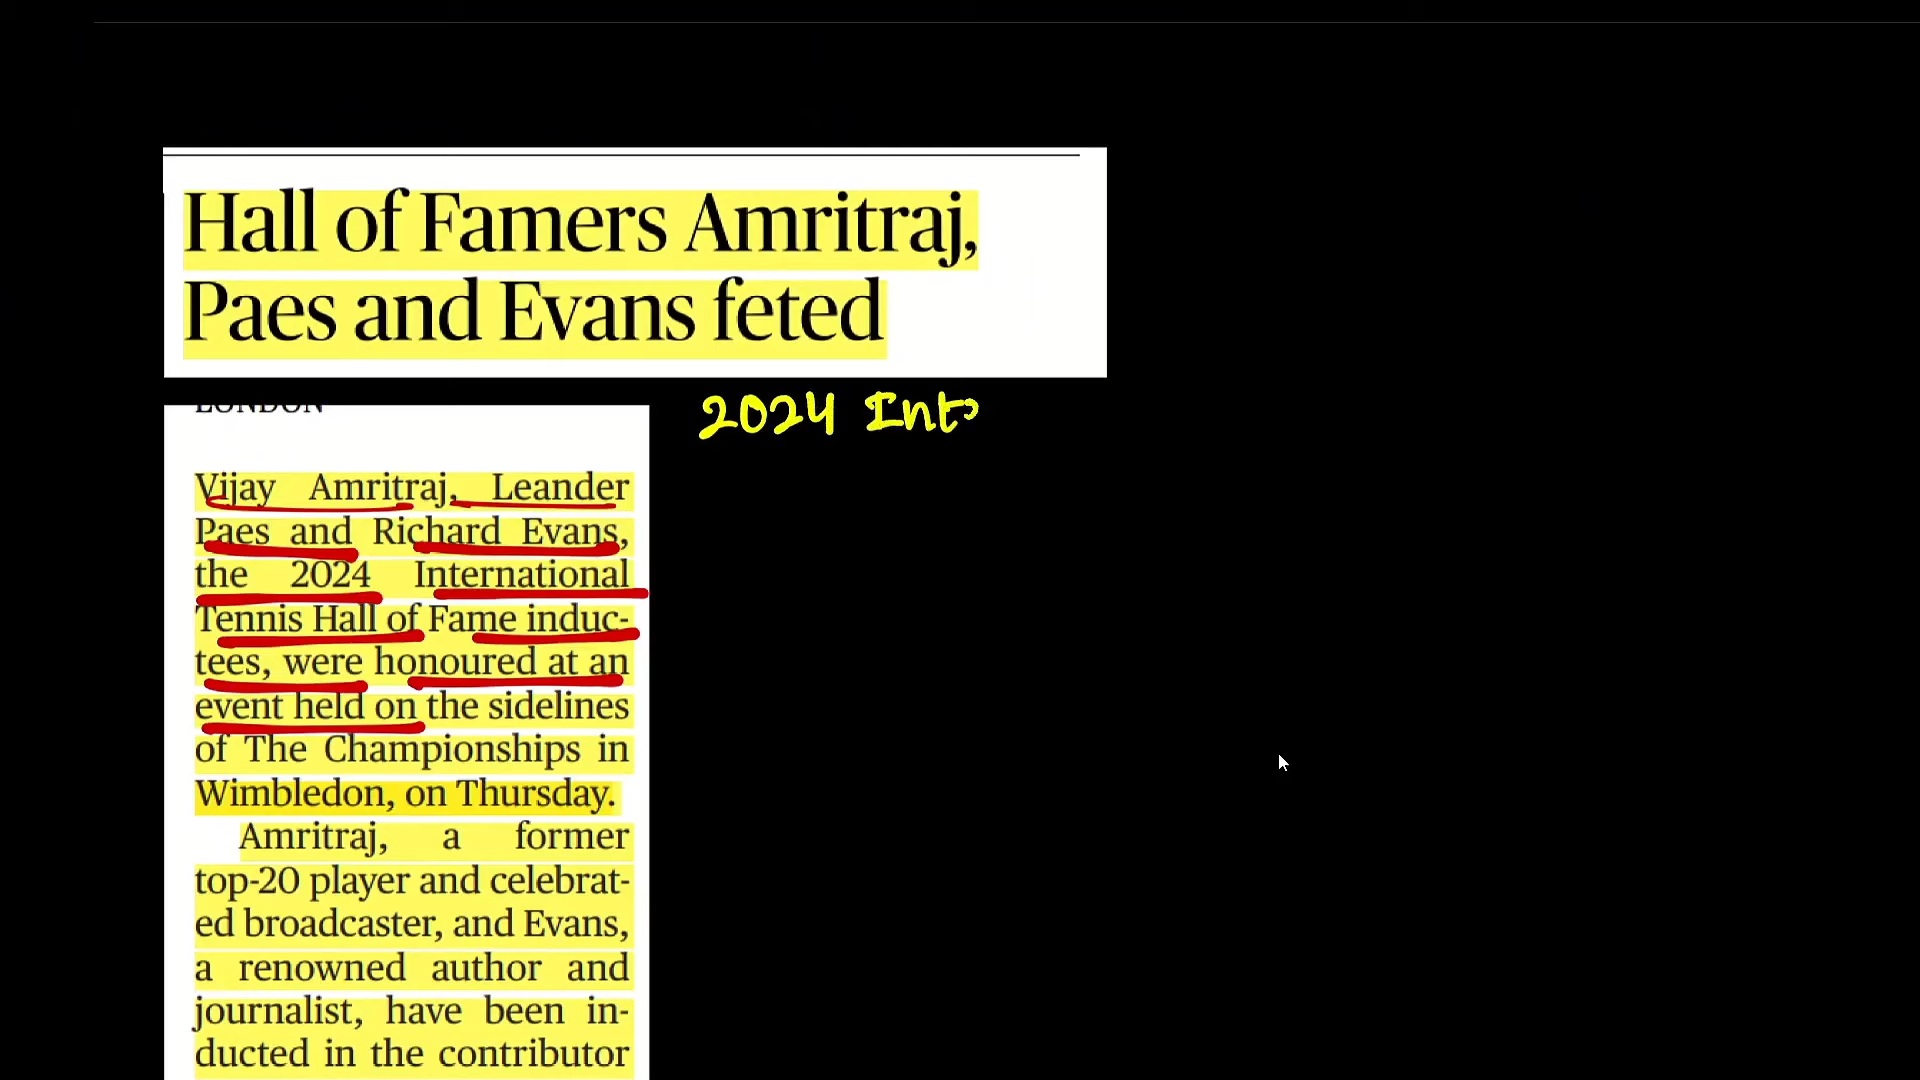 Hall of Famers Amritraj,
Paes and Evans feted
2024 Int
LONDON
Vijay Amritraj, Leander
Paes and Richard Evans,
the 2024 International
Tennis Hall of Fame induc-
tees, were honoured at an
event held on the sidelines
of The Championships in
Wimbledon, on Thursday.
Amritraj, a former
top-20 player and celebrat-
ed broadcaster, and Evans,
a renowned author and
journalist, have been in-
ducted in the contributor